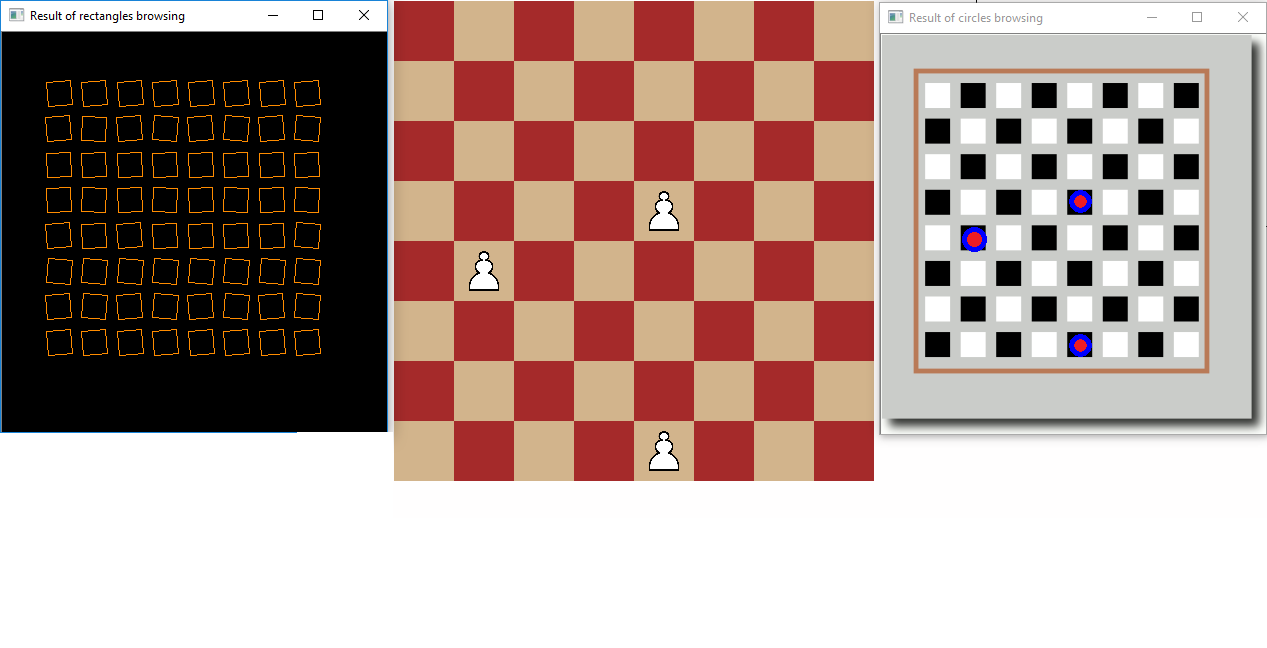 Result of rectangles browsing
Result of circles browsing